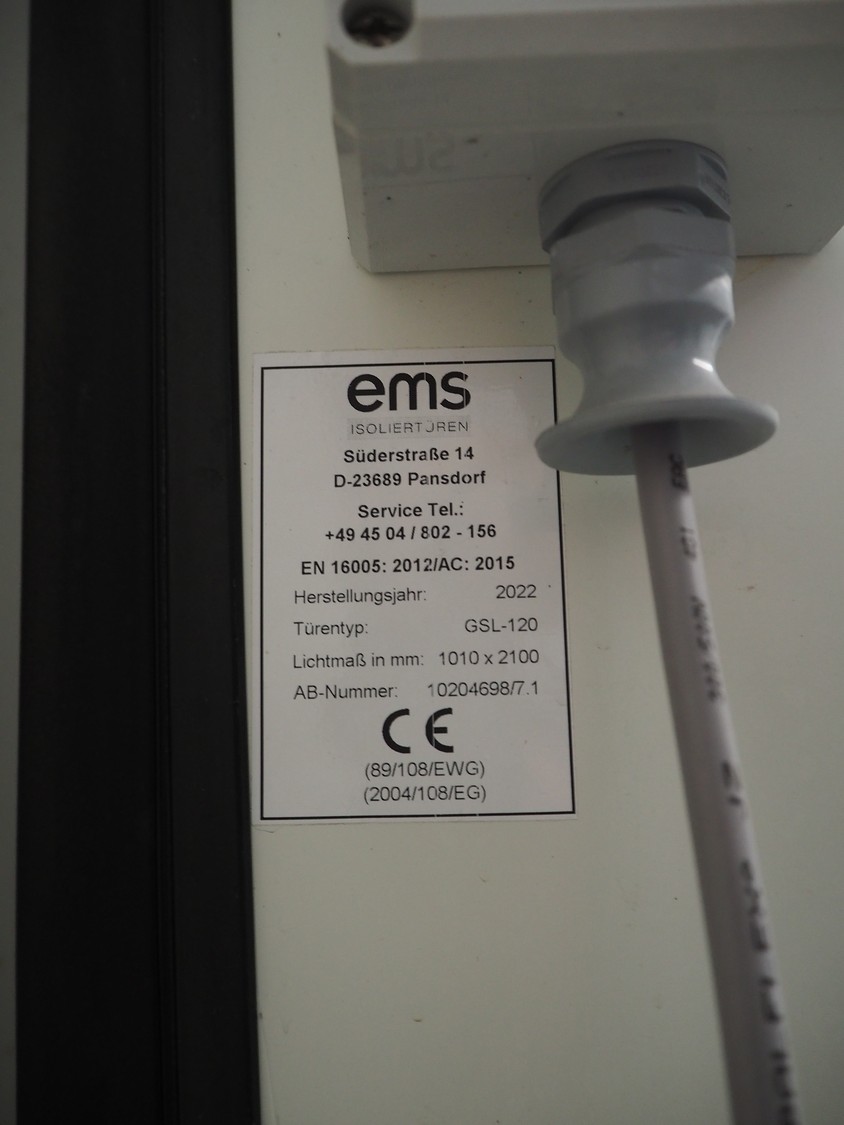 ems
ISOLIERTÜREN
Süderstraße 14
D-23689 Pansdorf
Service Tel.:
+49 45 04 / 802 - 156
EN 16005: 2012/AC: 2015
Herstellungsjahr: 2022
Türentyp: GSL-120
Lichtmaß in mm: 1010 x 2100
AB-Nummer: 10204698/7.1
CE
(89/108/EWG)
(2004/108/EG)